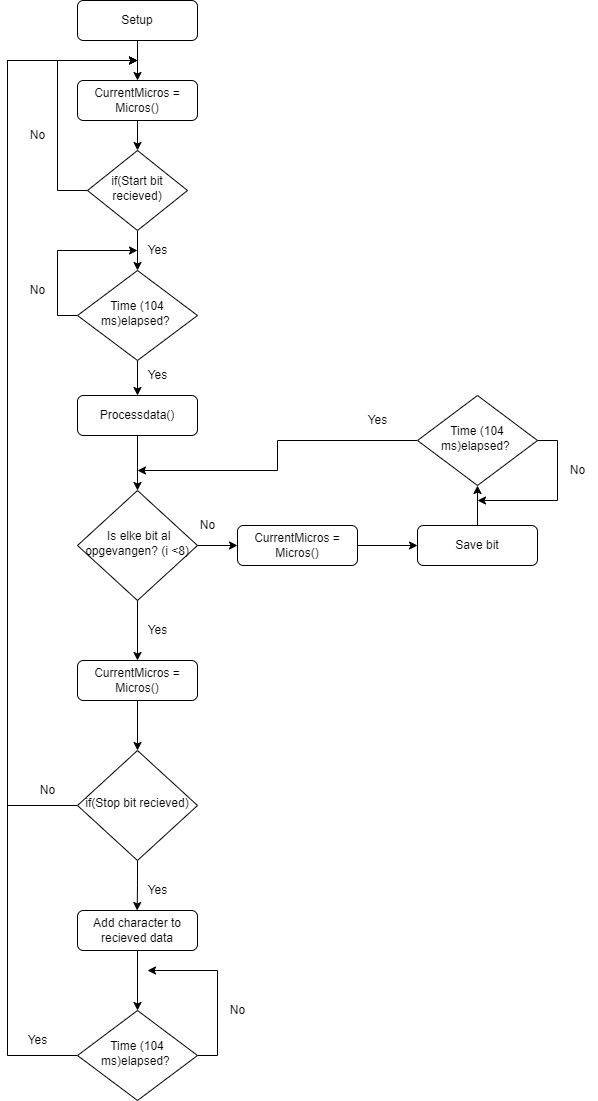 Setup
CurrentMicros =
Micros()
No
if(Start bit
recieved)
Yes
No
Time (104
ms)elapsed?
Yes
Processdata()
Yes
Time (104
ms)elapsed?
No
Is elke bit al
opgevangen? (i <8)
No
CurrentMicros =
Micros()
Save bit
Yes
CurrentMicros =
Micros()
No
if(Stop bit recieved)
Yes
Add character to
recieved data
No
Yes
Time (104
ms)elapsed?